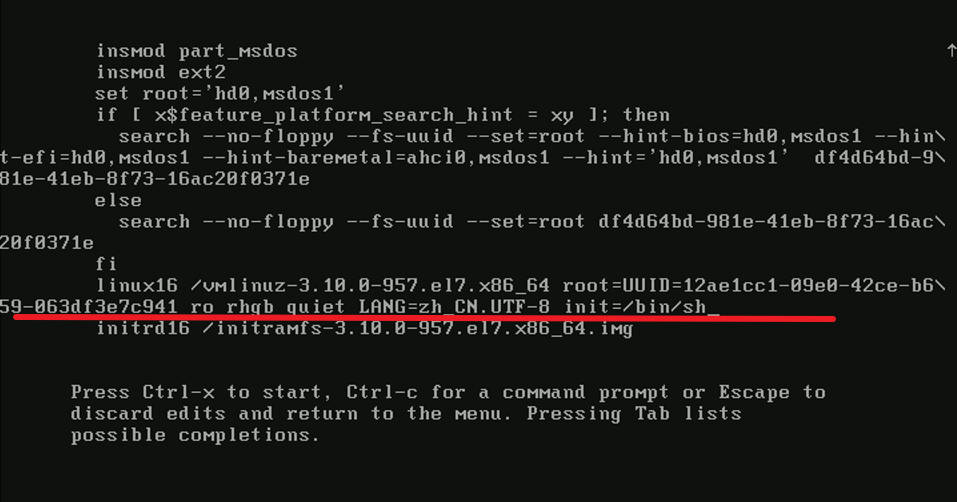 insmod part_msdos
insmod ext2
set root='hd0,msdos1'
if [ x$feature_platform_search_hint = xy ]; then
search --no-floppy --fs-uuid --set=root --hint-bios=hd0,msdos1 --hin\
t-efi=hd0,msdos1 --hint-baremetal=ahci0,msdos1 --hint='hd0,msdos1'  df4d64bd-9\
81e-41eb-8f73-16ac20f0371e
else
search --no-floppy --fs-uuid --set=root df4d64bd-981e-41eb-8f73-16ac\
20f0371e
fi
linux16 /vmlinuz-3.10.0-957.el7.x86_64 root=UUID=12ae1cc1-09e0-42ce-b6\
59-063df3e7c941 ro rhgb quiet LANG=zh_CN.UTF-8 init=/bin/sh_
initrd16 /initramfs-3.10.0-957.el7.x86_64.img
Press Ctrl-x to start, Ctrl-c for a command prompt or Escape to
discard edits and return to the menu. Pressing Tab lists
possible completions.